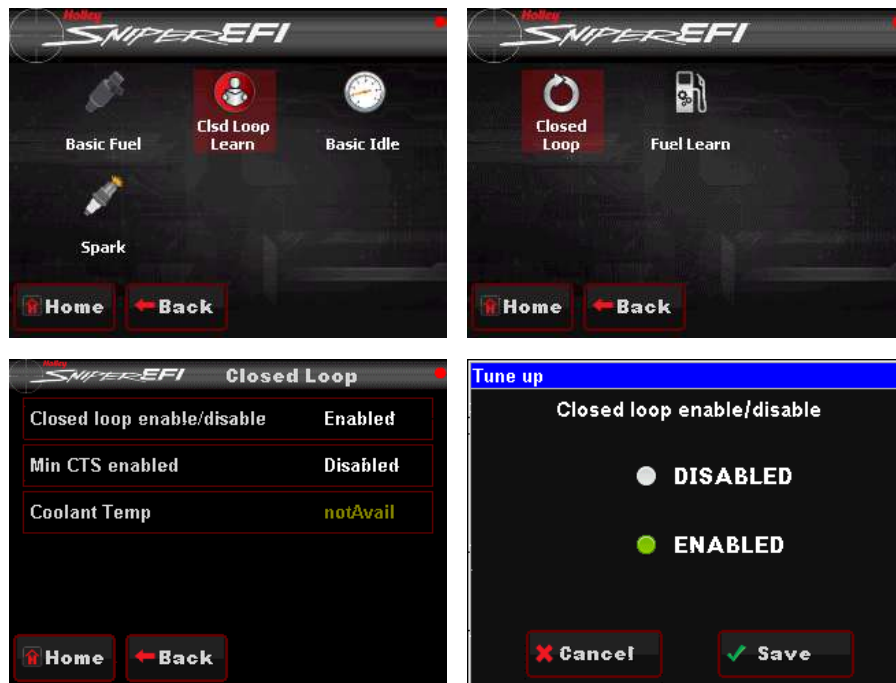 Holley
SNIPER EFI
Basic Fuel
Clsd Loop
Learn
Basic Idle
Spark
Home
Back
Holley
SNIPER EFI
Closed
Loop
Fuel Learn
Home
Back
Holley
SNIPER EFI Closed Loop
Closed loop enable/disable Enabled
Min CTS enabled Disabled
Coolant Temp notAvail
Home
Back
Tune up
Closed loop enable/disable
DISABLED
ENABLED
Cancel
Save